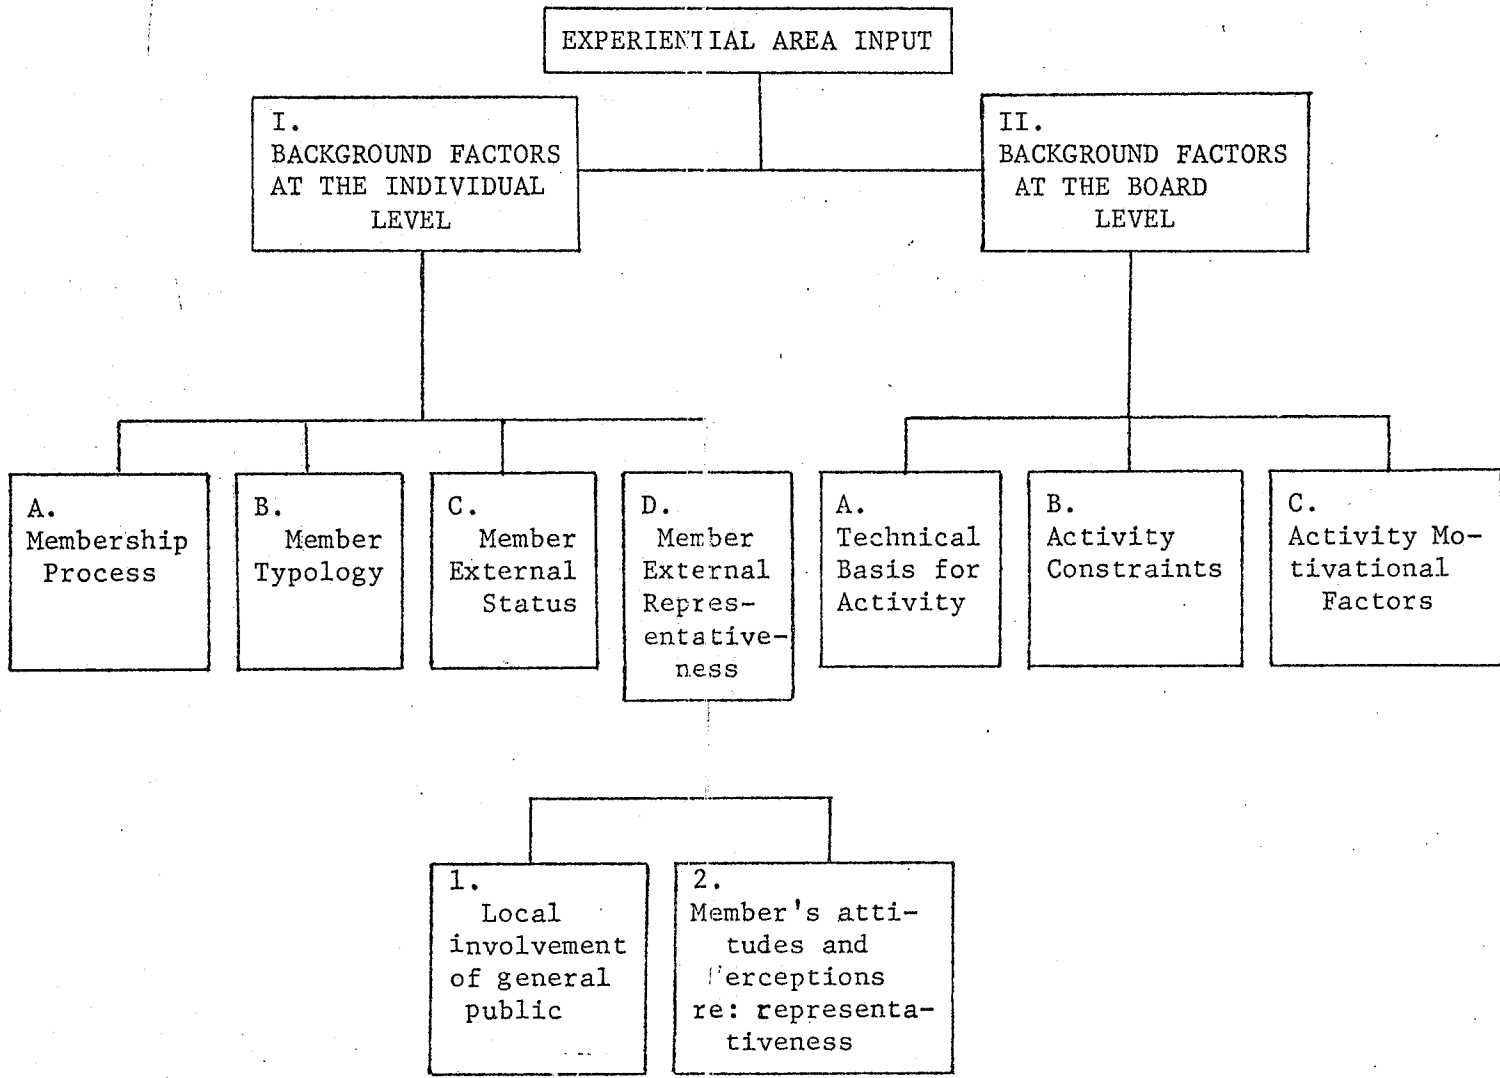 EXPERIENTIAL AREA INPUT
I.
BACKGROUND FACTORS
AT THE INDIVIDUAL
LEVEL
II.
BACKGROUND FACTORS
AT THE BOARD
LEVEL
A.
Membership
Process
B.
Member
Typology
C.
Member
External
Status
D.
Member
External
Repres-
entative-
ness
A.
Technical
Basis for
Activity
B.
Activity
Constraints
C.
Activity Mo-
tivational
Factors
1.
Local
involvement
of general
public
2.
Member's atti-
tudes and
Perceptions
re: representa-
tiveness